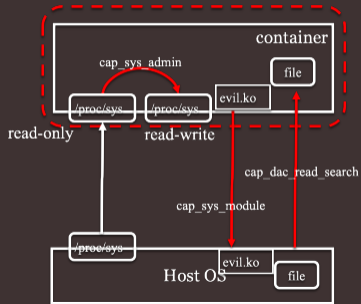 container
cap_sys_admin
file
evil.ko
/proc/sys
/proc/sys
read-only
read-write
cap_dac_read_search
cap_sys_module
/proc/sys
evil.ko
Host OS
file